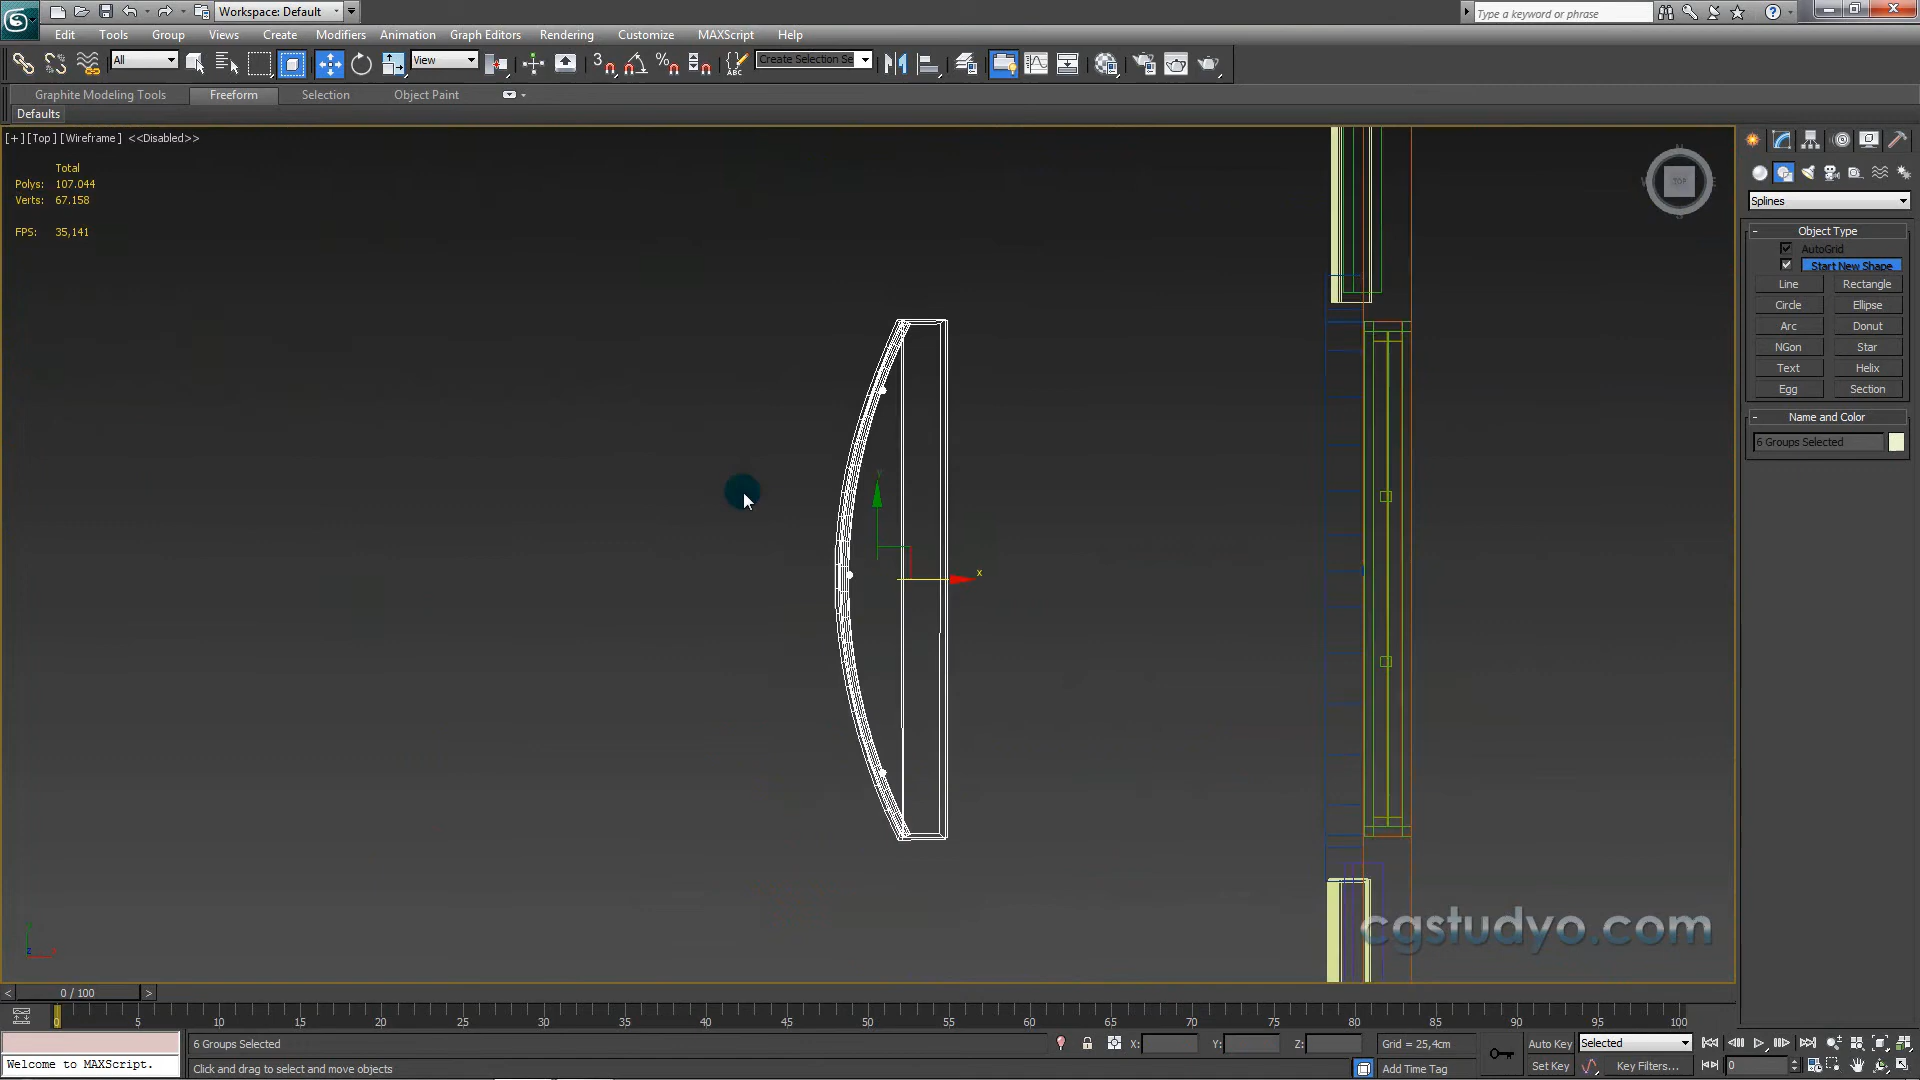 Workspace: Default
Type a keyword or phrase
Edit Tools Group Views Create Modifiers Animation Graph Editors Rendering Customize MAXScript Help
All
View
Create Selection Se
Graphite Modeling Tools Freeform Selection Object Paint
Defaults
[+] [Top] [Wireframe] <<Disabled>>
Total
Polys: 107.044
Verts: 67.158
FPS: 35,141
TOP
Splines
Object Type
AutoGrid
Start New Shape
Line Rectangle
Circle Ellipse
Arc Donut
NGon Star
Text Helix
Egg Section
Name and Color
6 Groups Selected
y
x
cgstudyo.com
< 0 / 100 >
0 5 10 15 20 25 30 35 40 45 50 55 60 65 70 75 80 85 90 95 100
6 Groups Selected
X: Y: Z:
Grid = 25,4cm
Auto Key
Selected
Welcome to MAXScript.
Click and drag to select and move objects
Add Time Tag
Set Key
Key Filters...
0